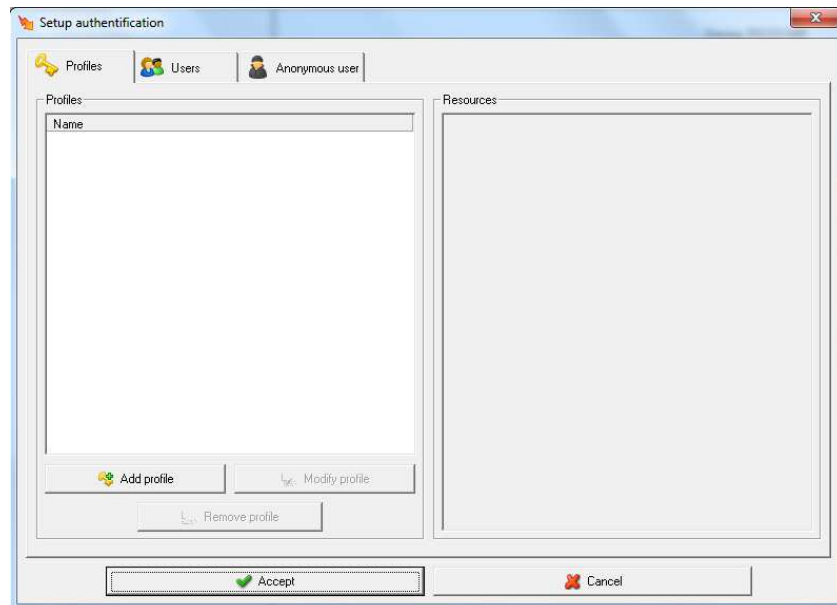 Setup authentification
Profiles
Users
Anonymous user
Profiles
Name
Add profile
Modify profile
Remove profile
Resources
Accept
Cancel